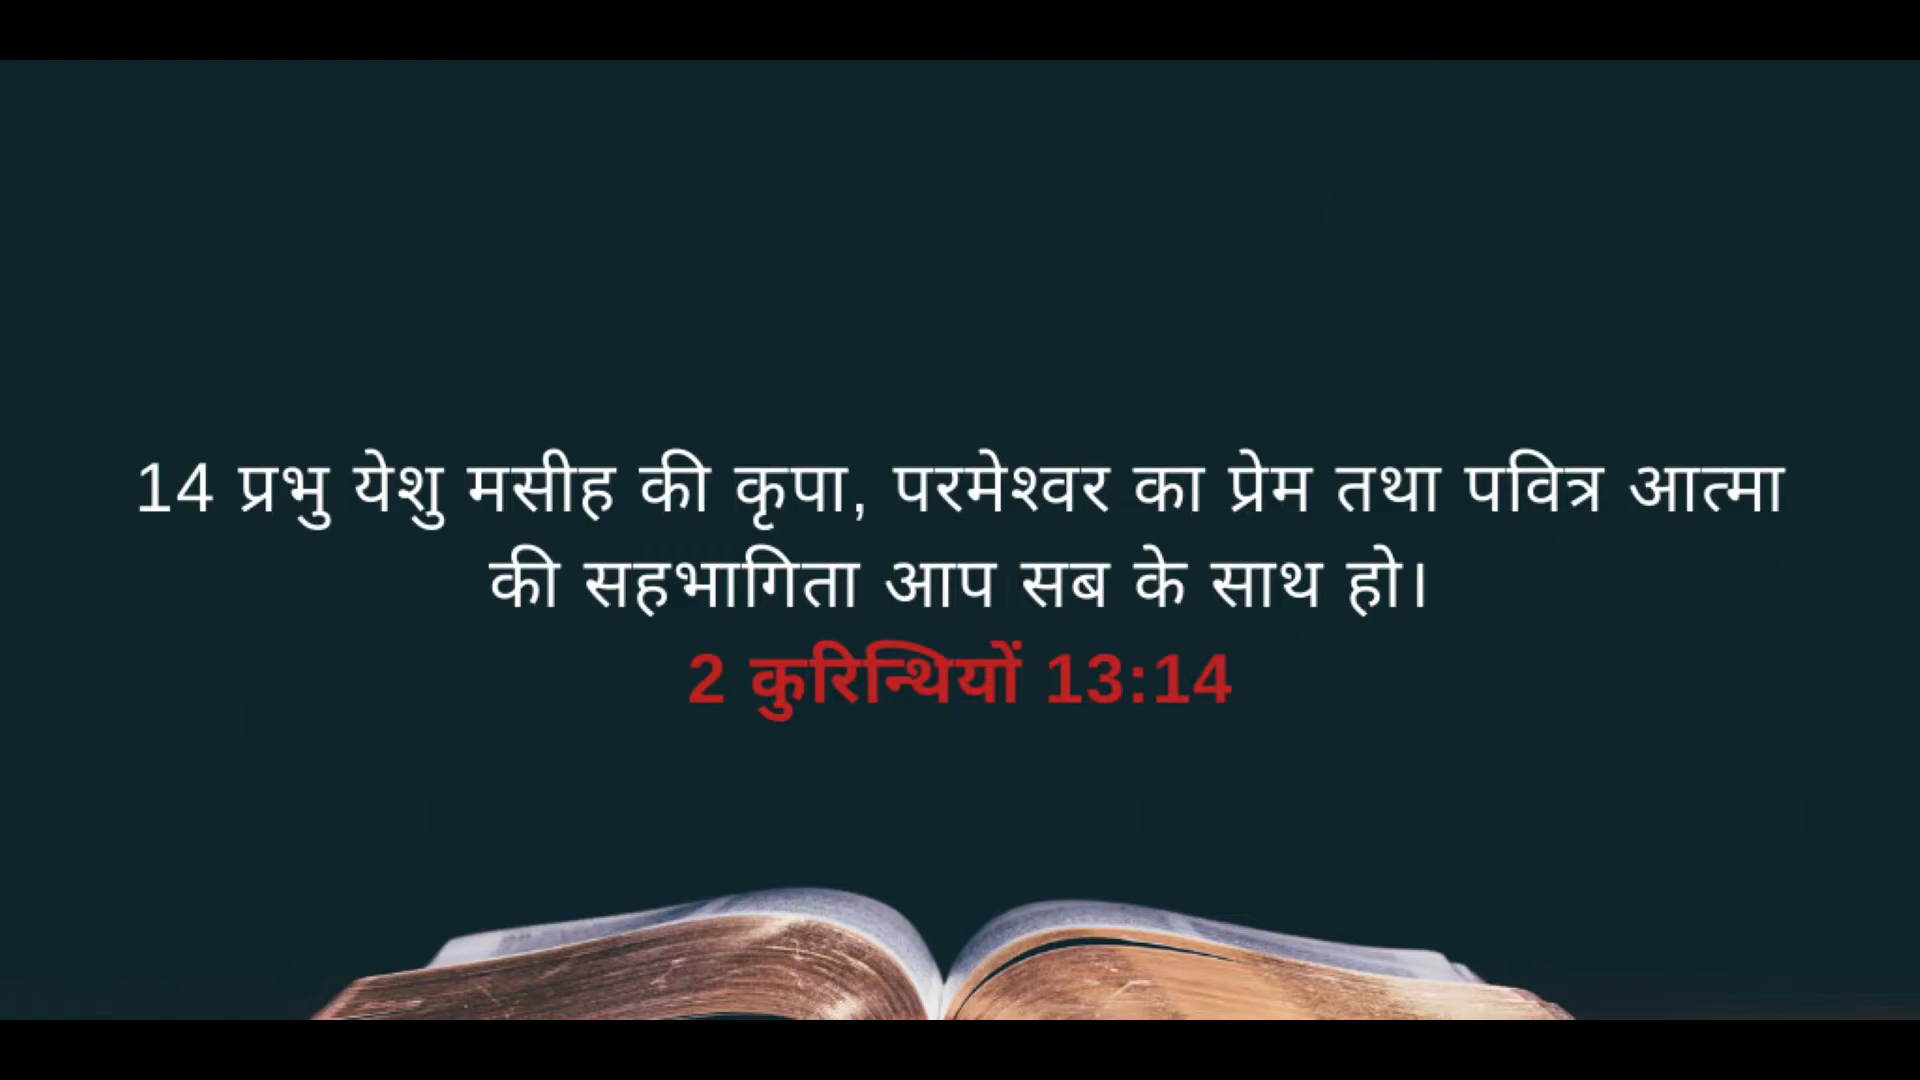 14 प्रभु येशु मसीह की कृपा, परमेश्वर का प्रेम तथा पवित्र आत्मा
की सहभागिता आप सब के साथ हो।
2 कुरिन्थियों 13:14